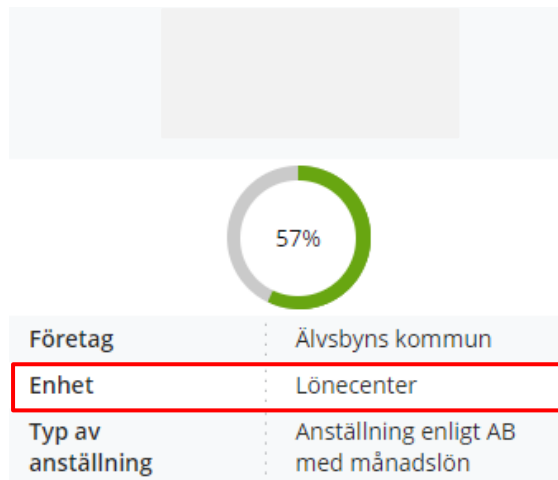 57%
Företag Älvsbyns kommun
Enhet Lönecenter
Typ av anställning Anställning enligt AB med månadslön